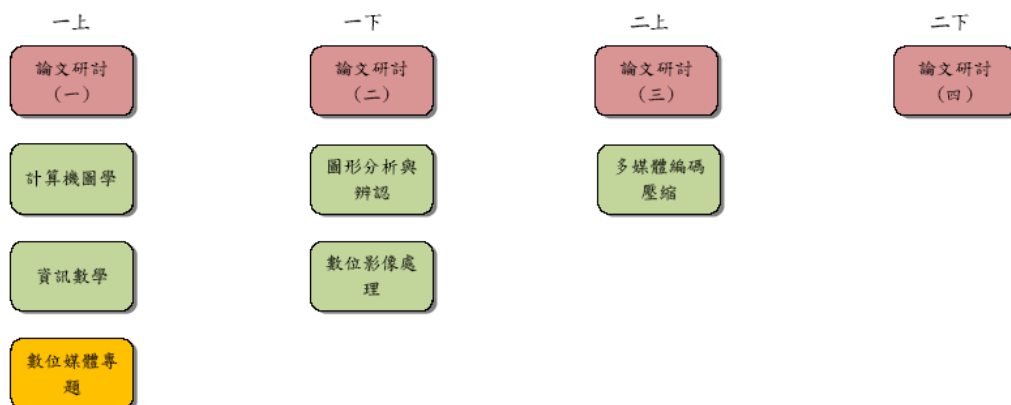 一上
一下
二上
二下
論文研討
(一)
論文研討
(二)
論文研討
(三)
論文研討
(四)
計算機圖學
圖形分析與
辨認
多媒體編碼
壓縮
資訊數學
數位影像處
理
數位媒體專
題